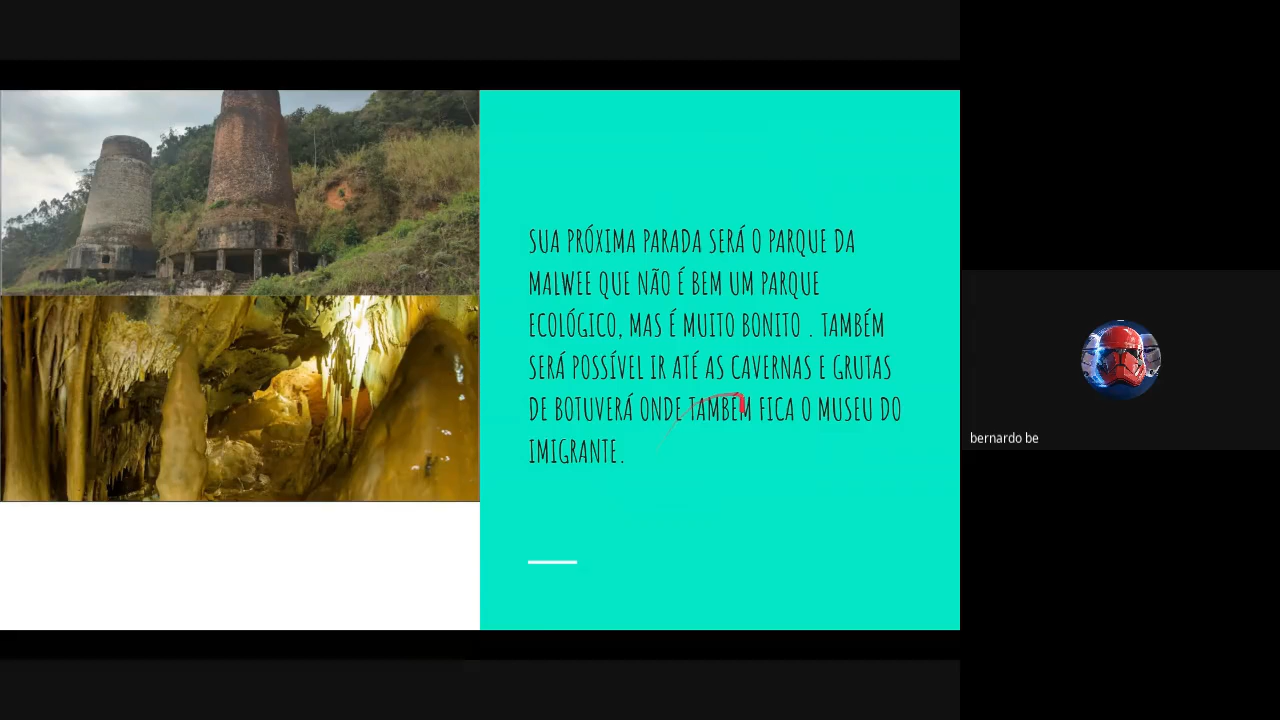 SUA PRÓXIMA PARADA SERÁ O PARQUE DA
MALWEE QUE NÃO É BEM UM PARQUE
ECOLÓGICO, MAS É MUITO BONITO . TAMBÉM
SERÁ POSSÍVEL IR ATÉ AS CAVERNAS E GRUTAS
DE BOTUVERÁ ONDE TAMBÉM FICA O MUSEU DO
IMIGRANTE.
bernardo be